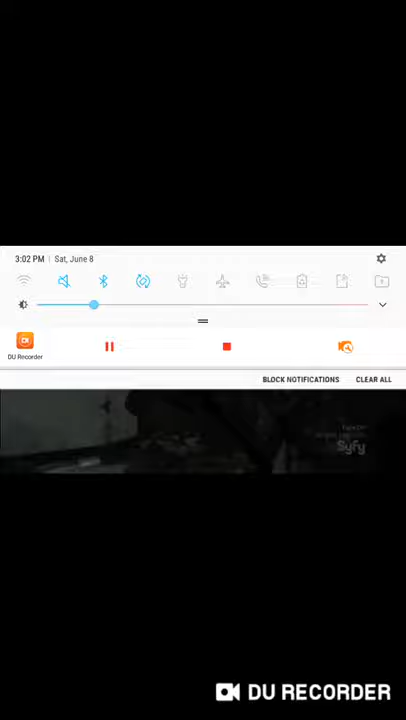 3:02 PM | Sat, June 8
DU Recorder
BLOCK NOTIFICATIONS CLEAR ALL
Syfy
DU RECORDER